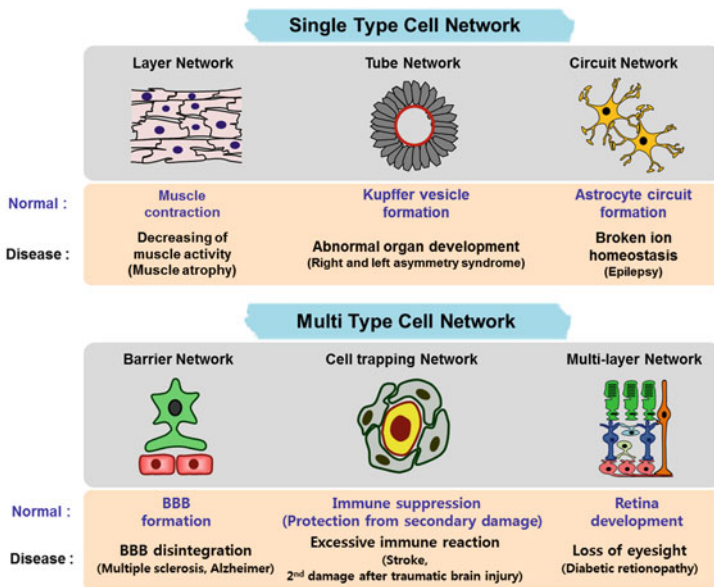 Single Type Cell Network
Layer Network
Tube Network
Circuit Network
Normal :
Muscle
contraction
Kupffer vesicle
formation
Astrocyte circuit
formation
Disease :
Decreasing of
muscle activity
(Muscle atrophy)
Abnormal organ development
(Right and left asymmetry syndrome)
Broken ion
homeostasis
(Epilepsy)
Multi Type Cell Network
Barrier Network
Cell trapping Network
Multi-layer Network
Normal :
BBB
formation
Immune suppression
(Protection from secondary damage)
Retina
development
Disease :
BBB disintegration
(Multiple sclerosis, Alzheimer)
Excessive immune reaction
(Stroke,
2nd damage after traumatic brain injury)
Loss of eyesight
(Diabetic retionopathy)